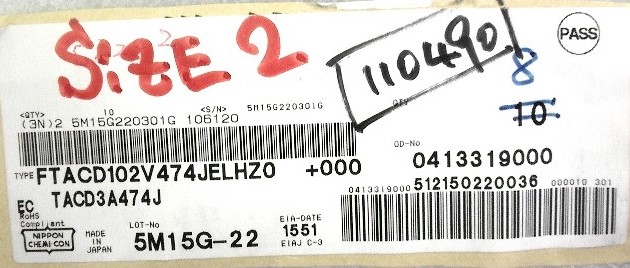 SIZE 2
110490
PASS
8
<QTY> 10 <S/N> 5M15G220301G QTY 10
(3N)2 5M15G220301G 106120
OD-No
TYPE FTACD102V474JELHZ0 +000 0413319000
TACD3A474J
0413319000 512150220036 000010 301
EC
RoHS
Compliant
NIPPON
CHEMI-CON
MADE IN
JAPAN
LOT-No
5M15G-22
EIA-DATE
1551
EIAJ C-3